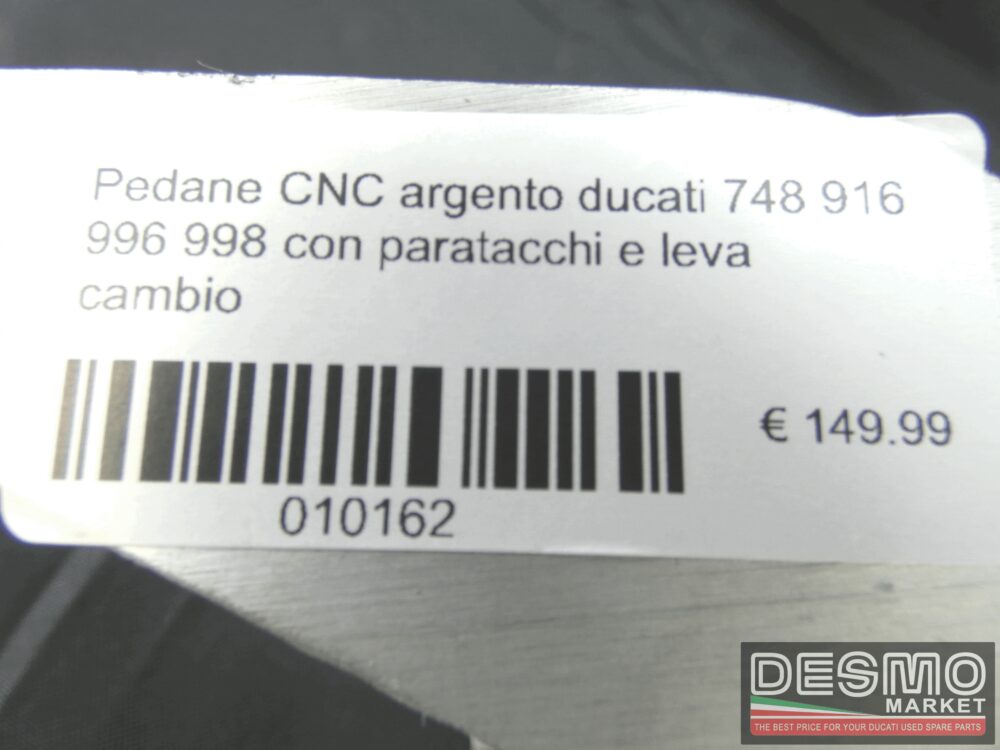 Pedane CNC argento ducati 748 916
996 998 con paratacchi e leva
cambio
€ 149.99
010162
DESMO
MARKET
THE BEST PRICE FOR YOUR DUCATI USED SPARE PARTS